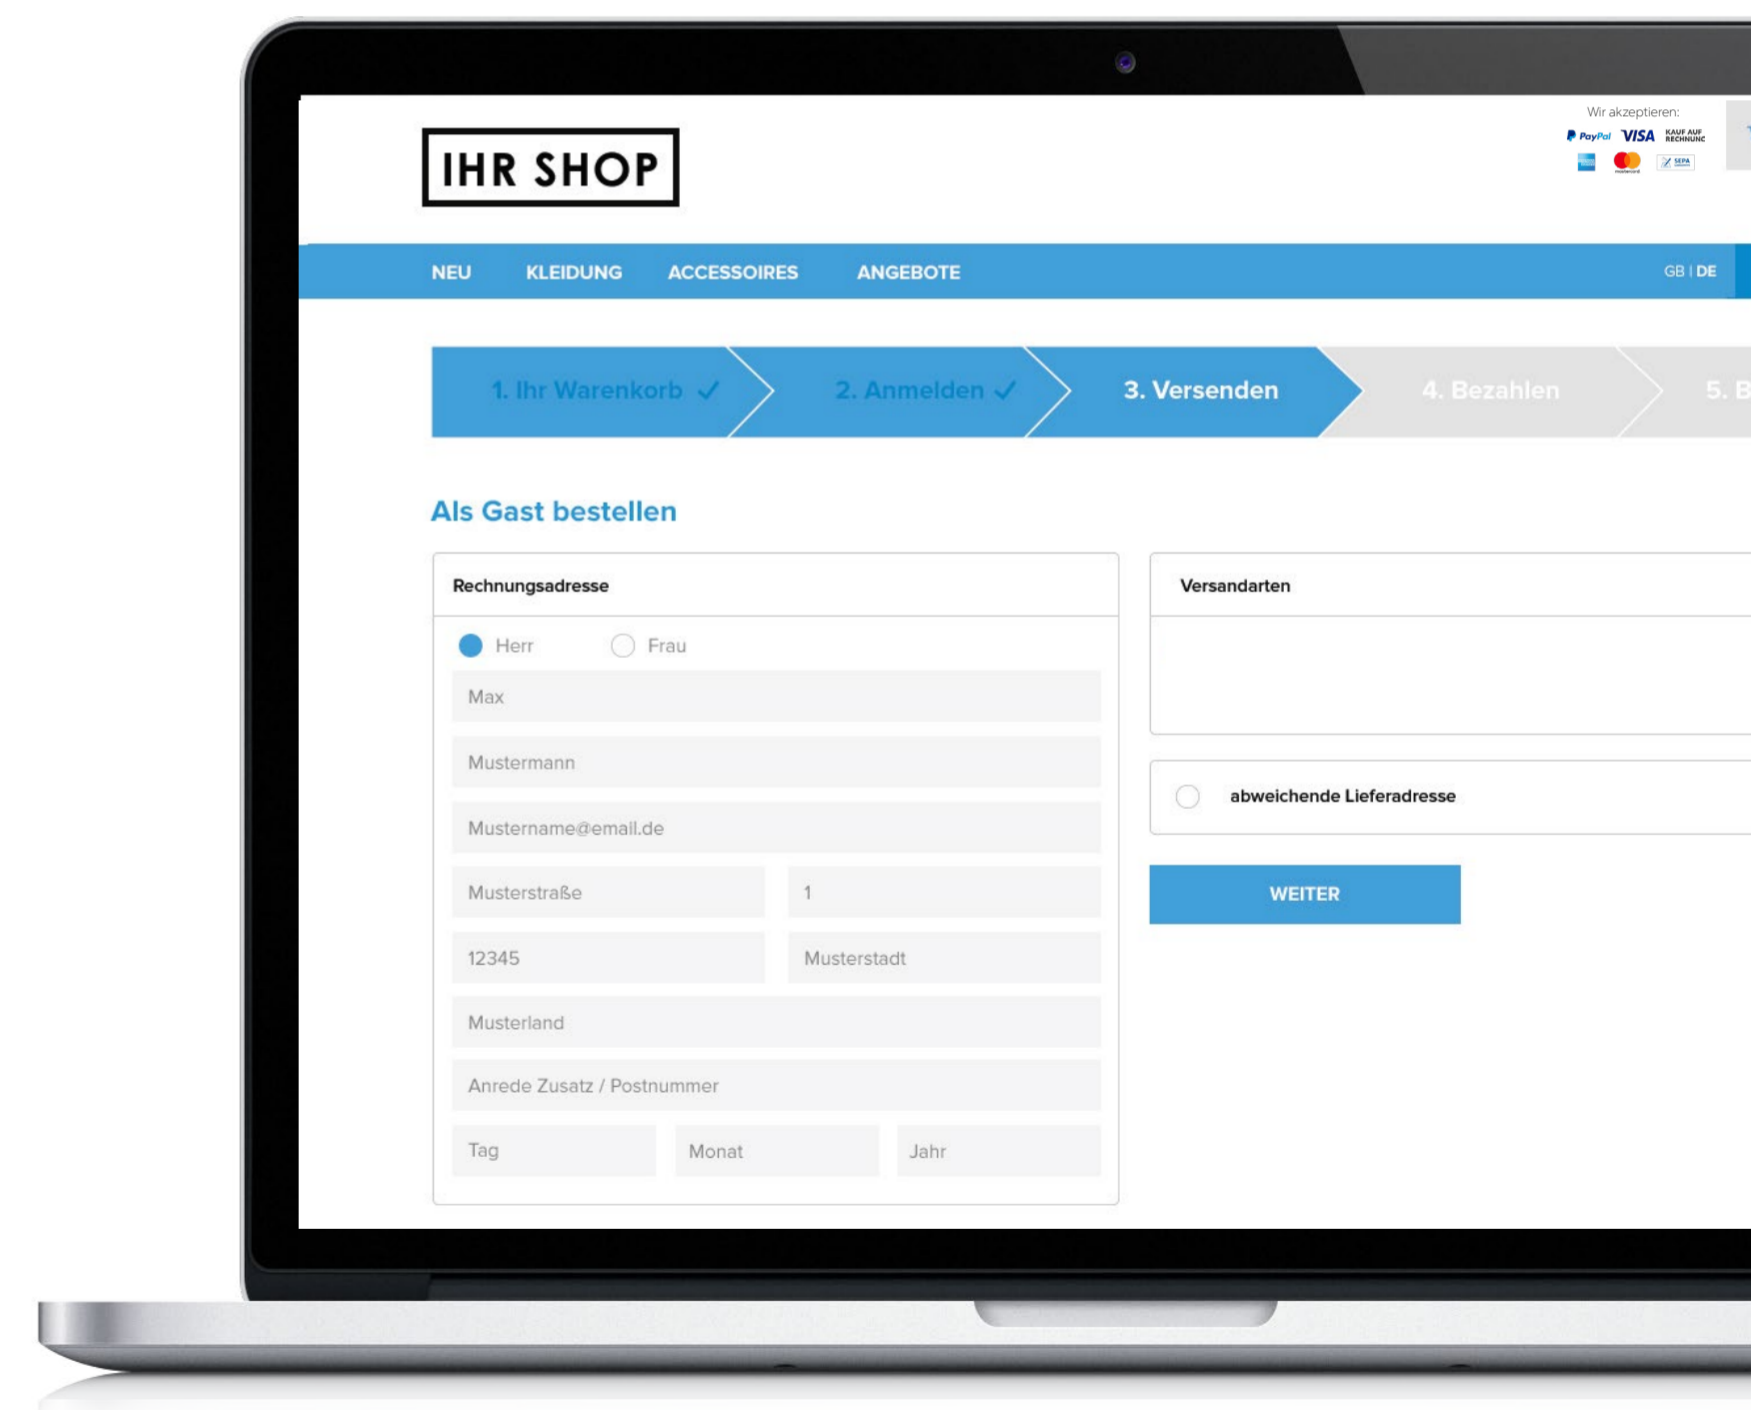 Wir akzeptieren:
PayPal VISA KAUF AUF RECHNUNG
mastercard SEPA
IHR SHOP
NEU KLEIDUNG ACCESSOIRES ANGEBOTE GB | DE
1. Ihr Warenkorb ✓ 2. Anmelden ✓ 3. Versenden 4. Bezahlen 5. B
Als Gast bestellen
Rechnungsadresse
Herr Frau
Max
Mustermann
Mustername@email.de
Musterstraße 1
12345 Musterstadt
Musterland
Anrede Zusatz / Postnummer
Tag Monat Jahr
Versandarten
abweichende Lieferadresse
WEITER